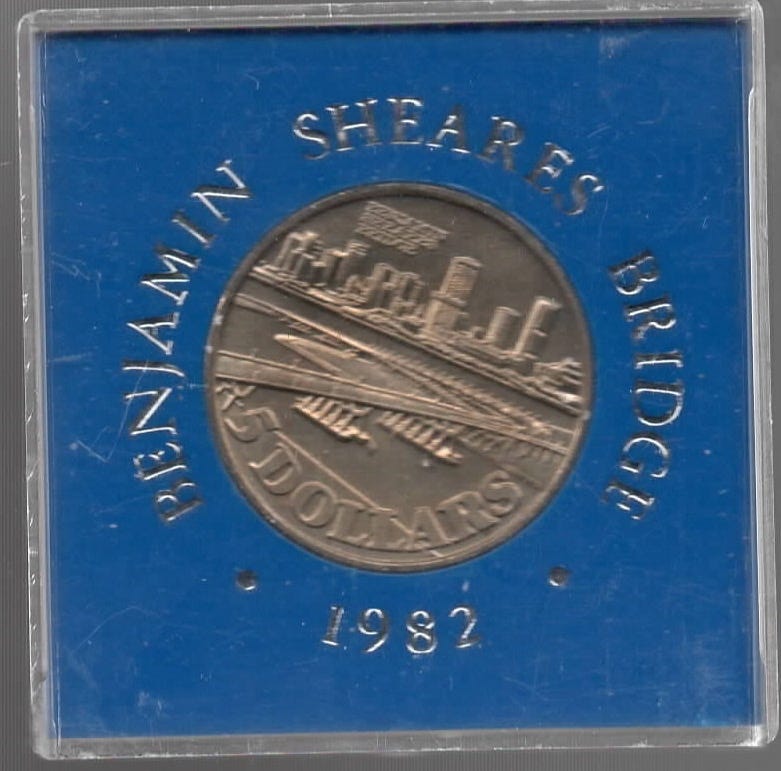 BENJAMIN SHEARES BRIDGE
5 DOLLARS
• 1982 •